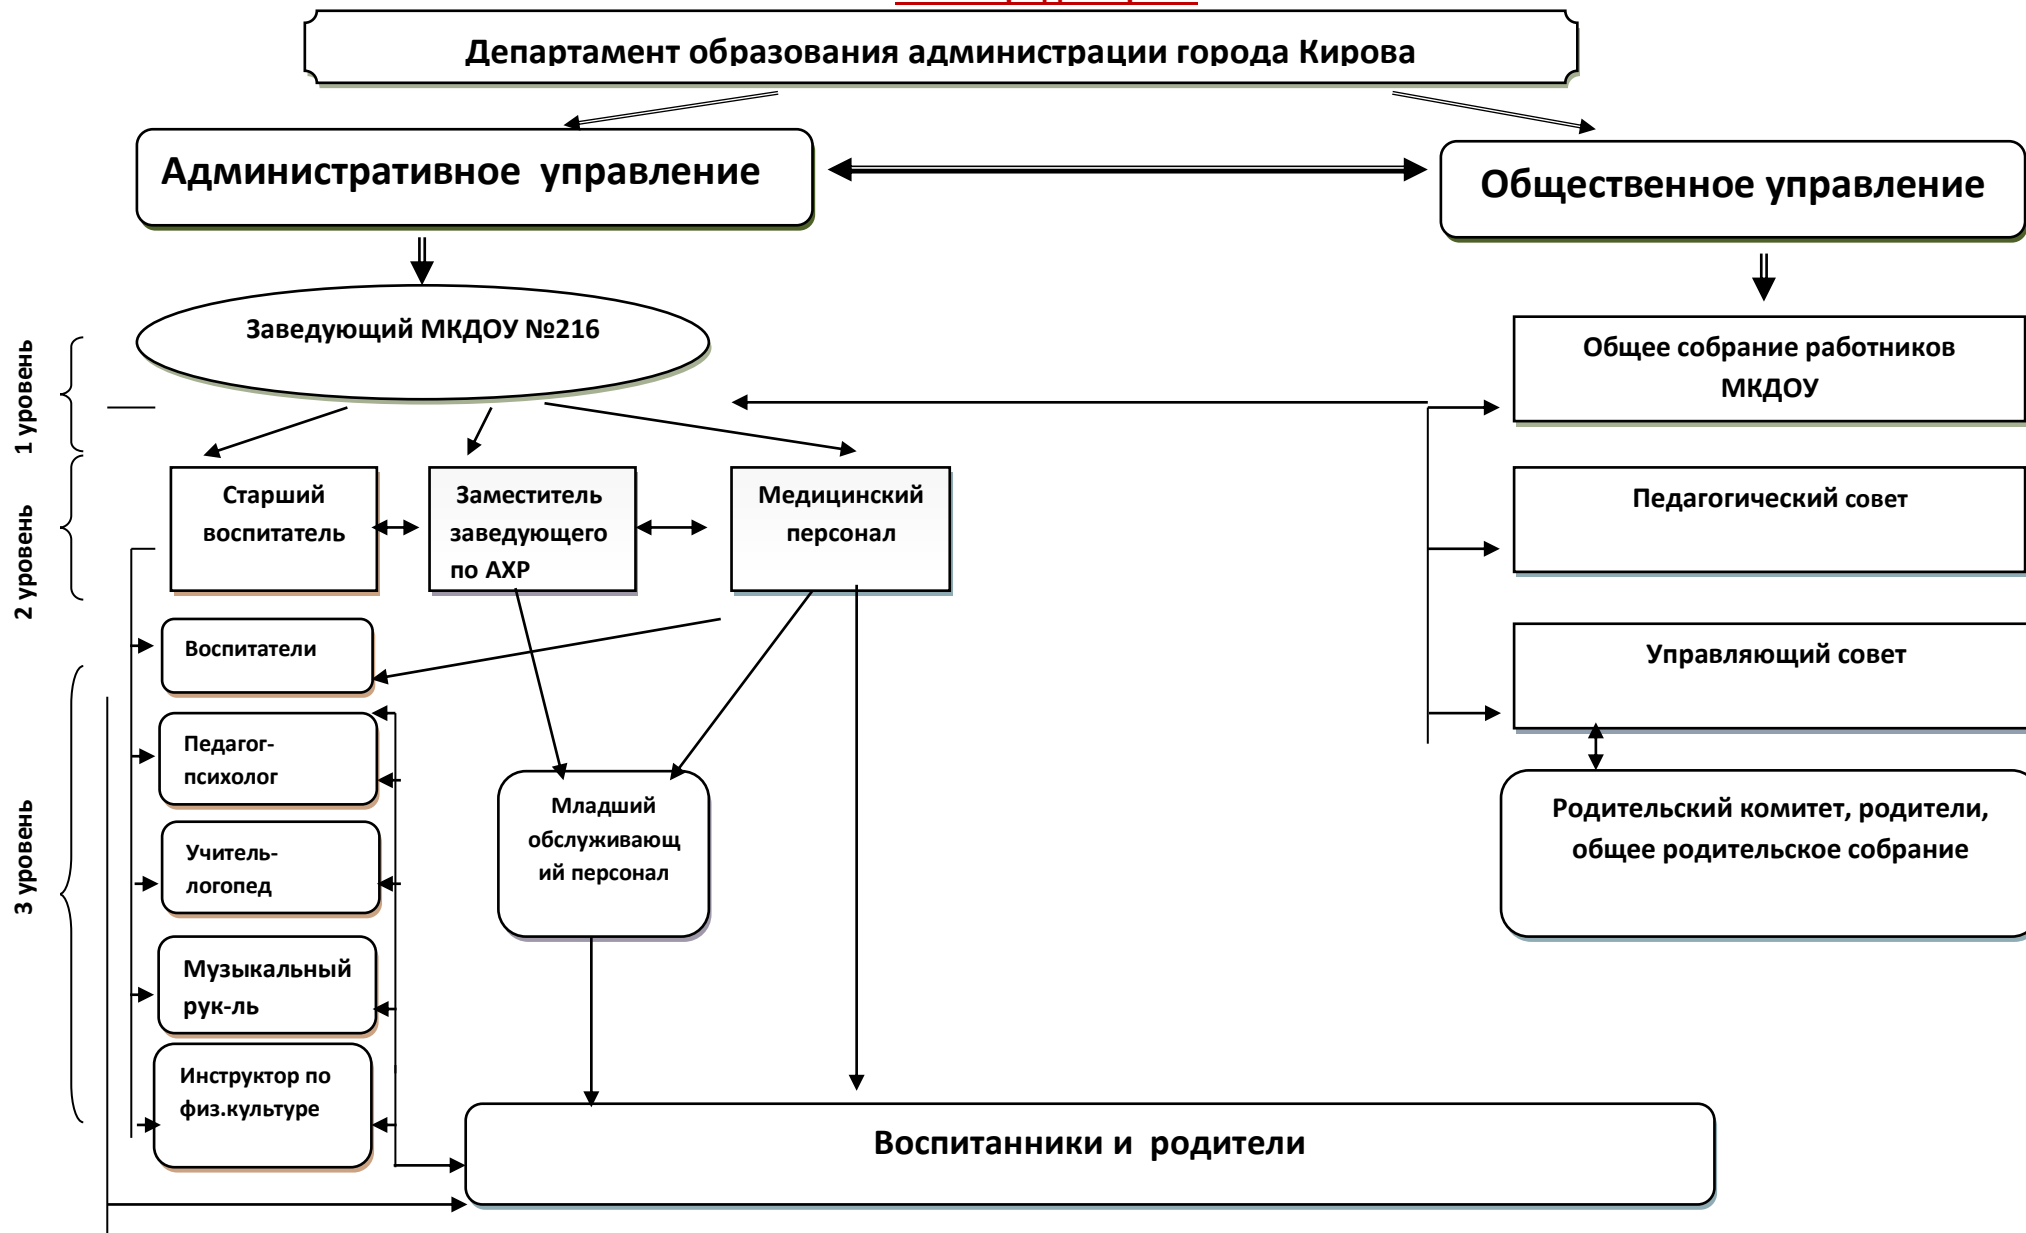 Департамент образования администрации города Кирова
Административное управление
Общественное управление
Заведующий МКДОУ №216
Общее собрание работников
МКДОУ
1 уровень
Старший
воспитатель
Заместитель
заведующего
по АХР
Медицинский
персонал
Педагогический совет
2 уровень
Воспитатели
Управляющий совет
Педагог-
психолог
Младший
обслуживающ
ий персонал
Родительский комитет, родители,
общее родительское собрание
3 уровень
Учитель-
логопед
Музыкальный
рук-ль
Инструктор по
физ.культуре
Воспитанники и родители